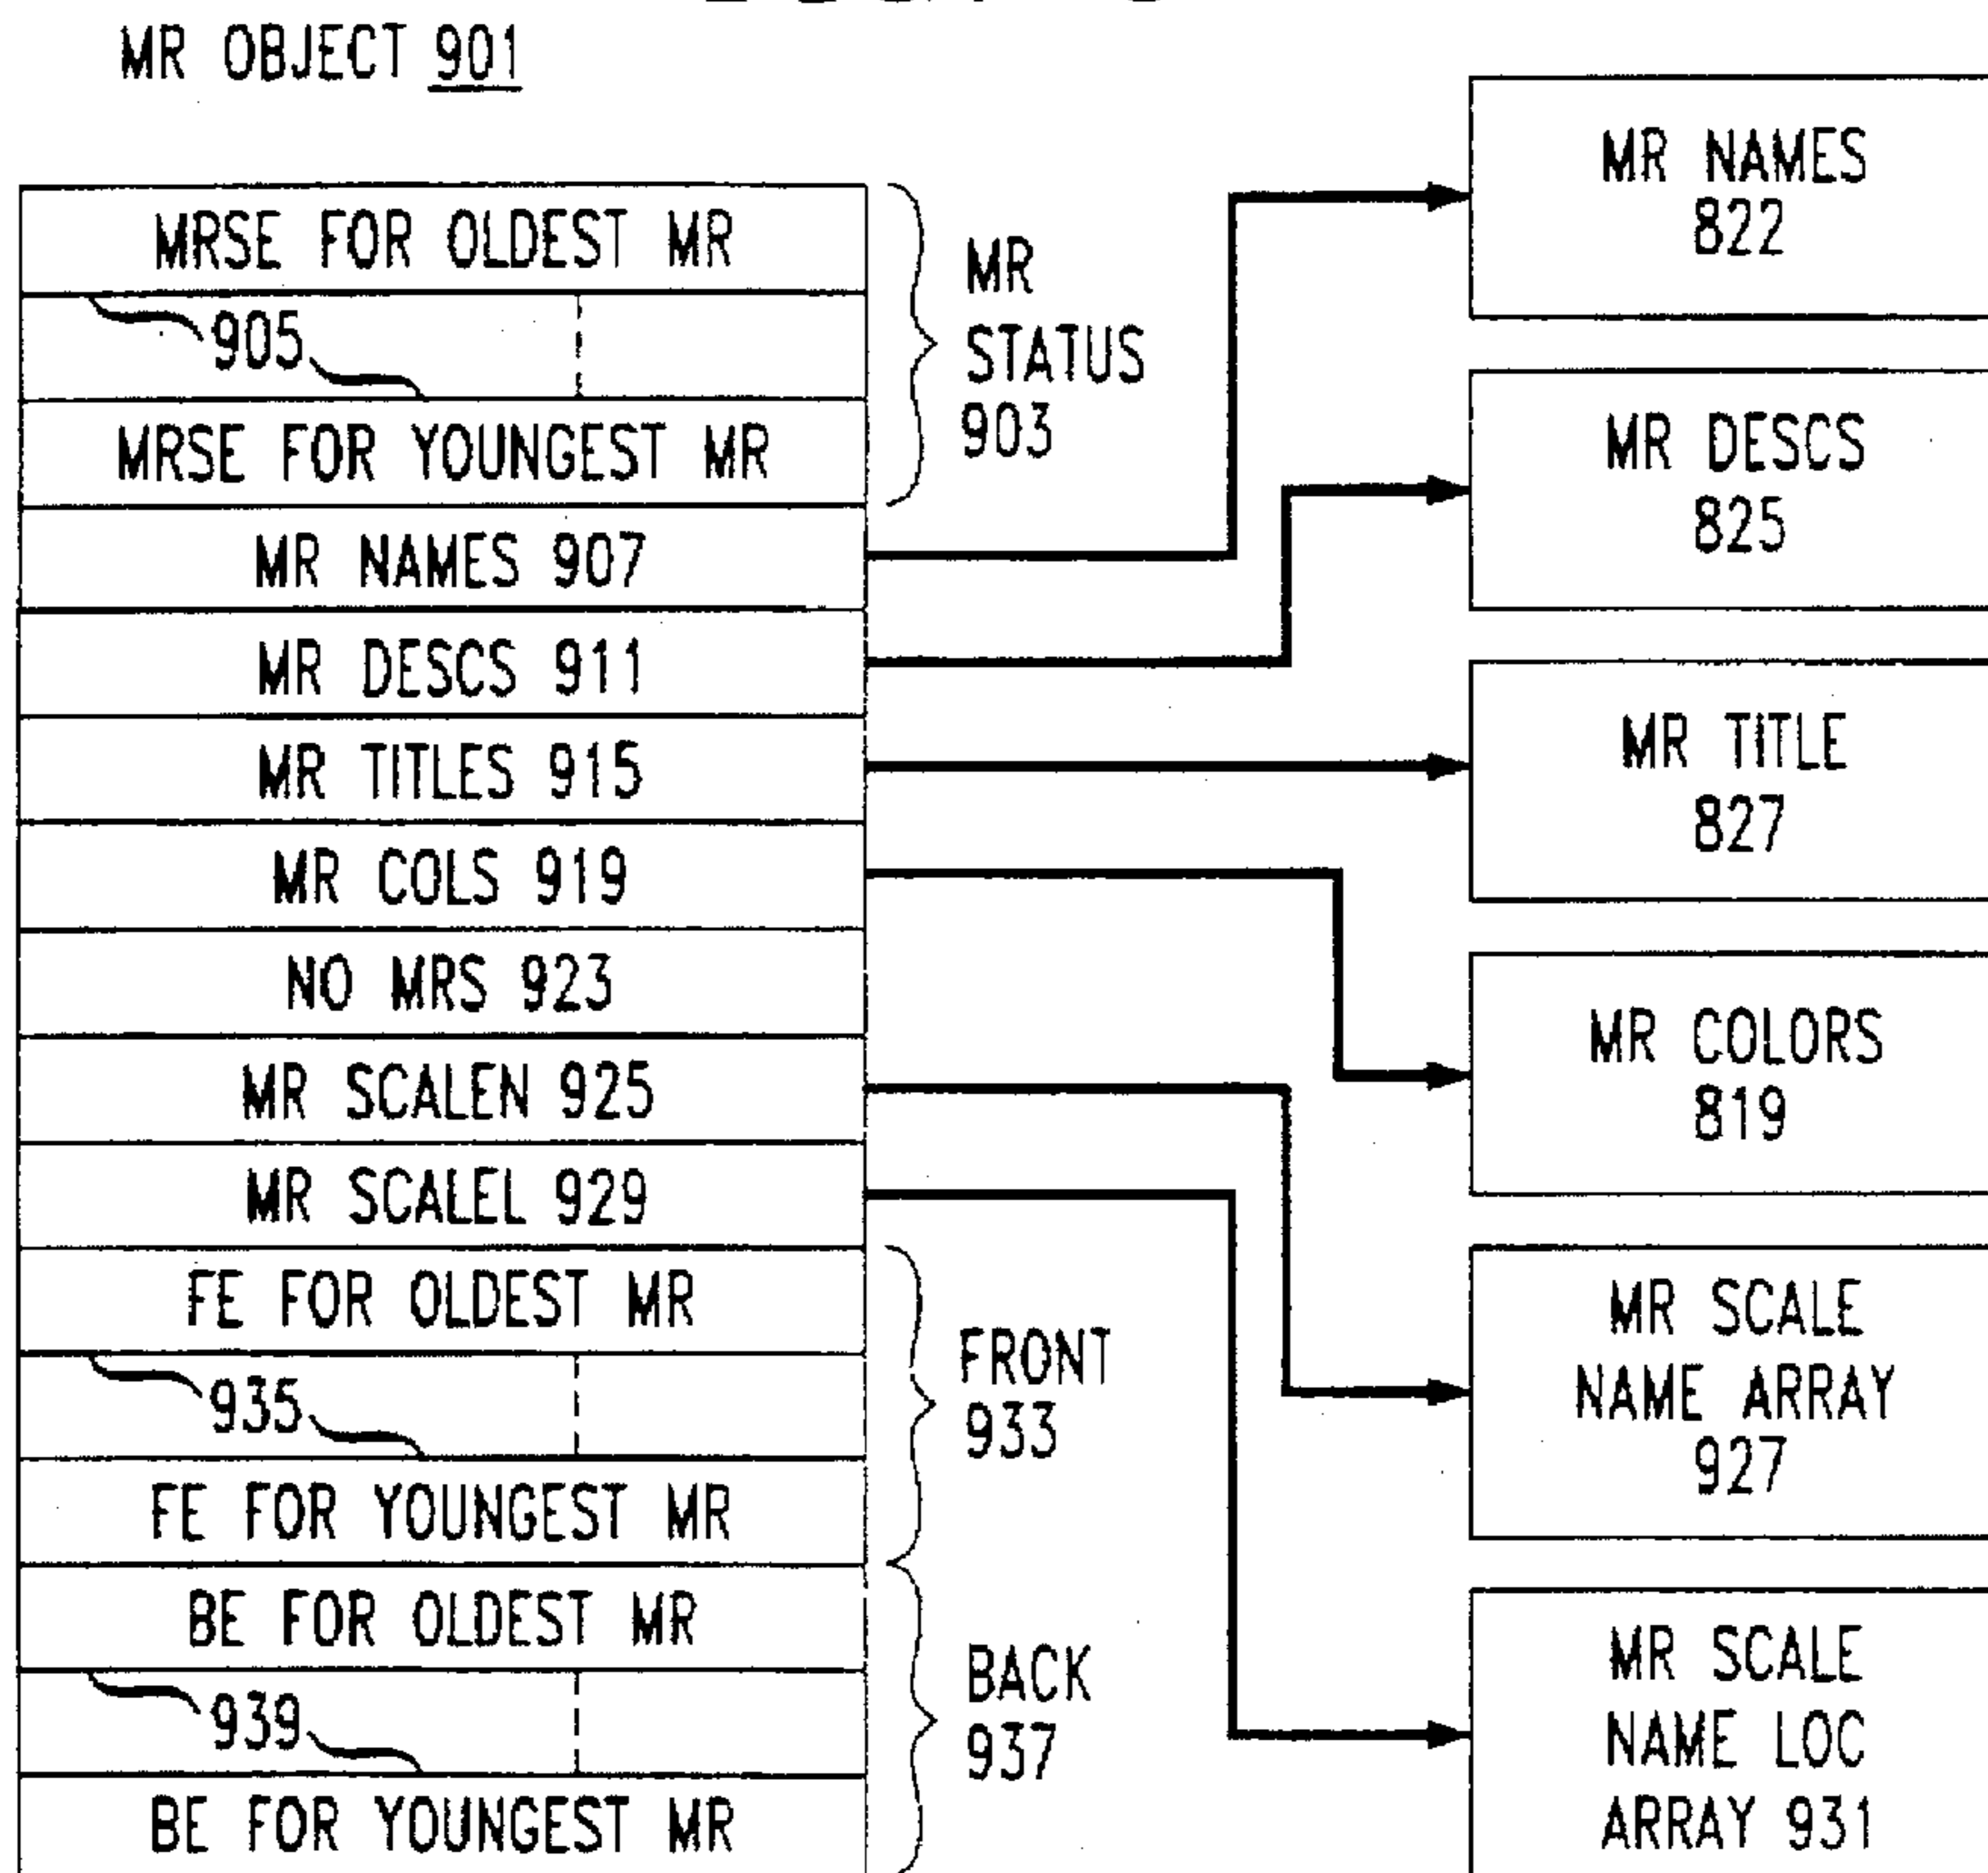 MR OBJECT 901
MRSE FOR OLDEST MR
905
MRSE FOR YOUNGEST MR
MR NAMES 907
MR DESCS 911
MR TITLES 915
MR COLS 919
NO MRS 923
MR SCALEN 925
MR SCALEL 929
FE FOR OLDEST MR
935
FE FOR YOUNGEST MR
BE FOR OLDEST MR
939
BE FOR YOUNGEST MR
MR
STATUS
903
FRONT
933
BACK
937
MR NAMES
822
MR DESCS
825
MR TITLE
827
MR COLORS
819
MR SCALE
NAME ARRAY
927
MR SCALE
NAME LOC
ARRAY 931